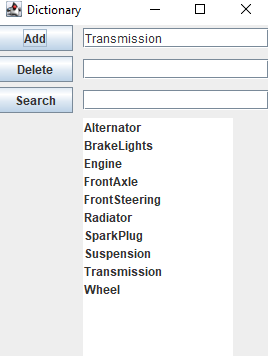 Dictionary
Add
Transmission
Delete
Search
Alternator
BrakeLights
Engine
FrontAxle
FrontSteering
Radiator
SparkPlug
Suspension
Transmission
Wheel